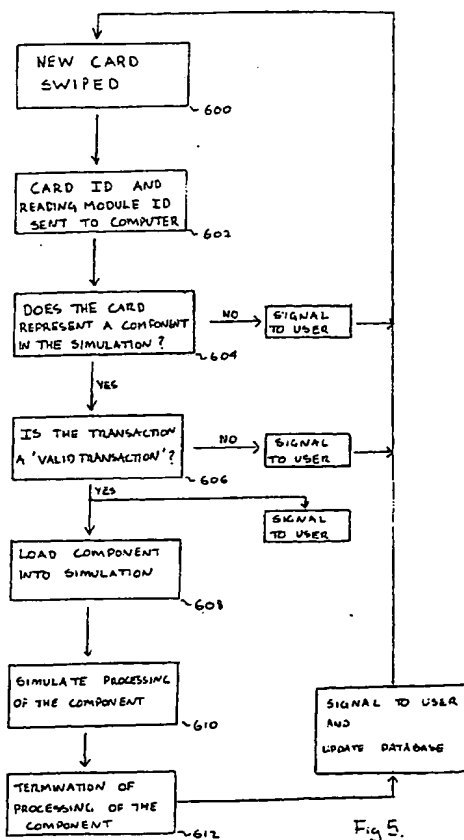 NEW CARD
SWIPED
600
CARD ID AND
READING MODULE ID
SENT TO COMPUTER
602
DOES THE CARD
REPRESENT A COMPONENT
IN THE SIMULATION?
604
NO
SIGNAL
TO USER
YES
IS THE TRANSACTION
A 'VALID TRANSACTION'?
606
NO
SIGNAL
TO USER
YES
SIGNAL
TO USER
LOAD COMPONENT
INTO SIMULATION
608
SIMULATE PROCESSING
OF THE COMPONENT
610
TERMINATION OF
PROCESSING OF THE
COMPONENT
612
SIGNAL TO USER
AND
UPDATE DATABASE
Fig 5.